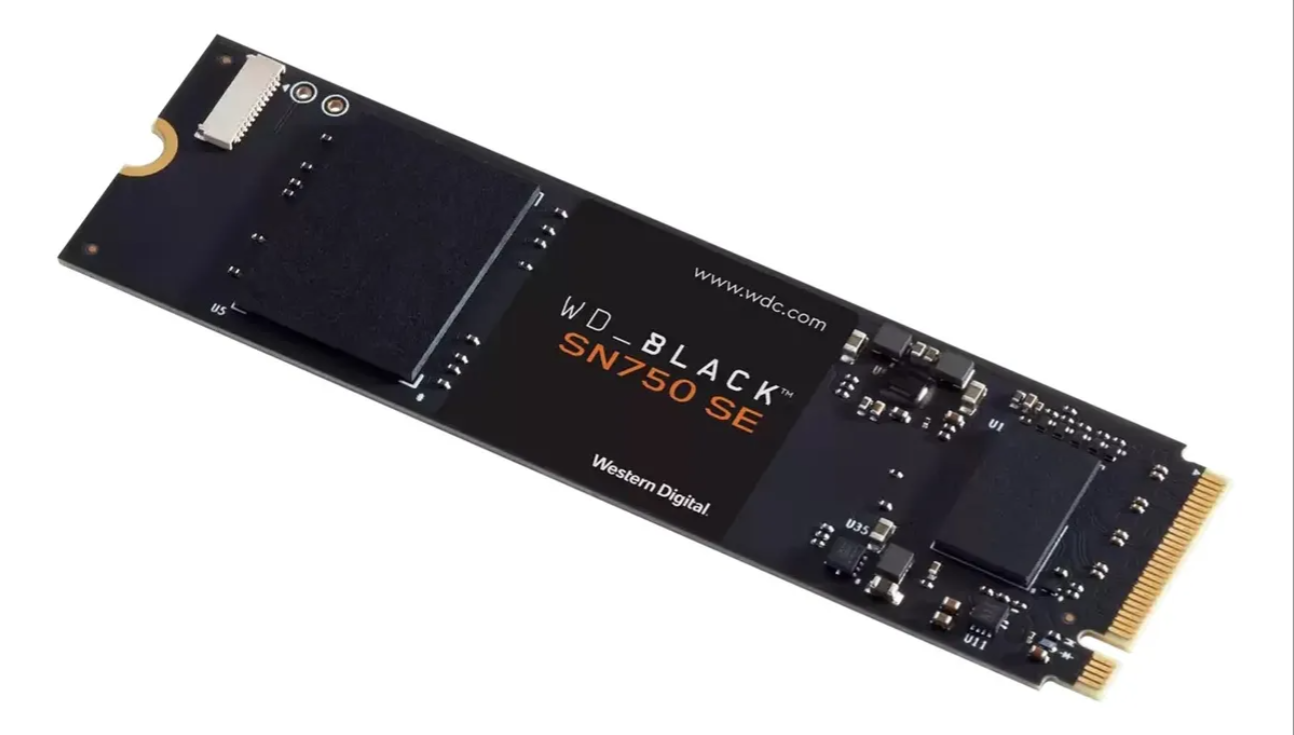 www.wdc.com
WD_BLACK™
SN750 SE
Western Digital.
U5
U1
U35
U11